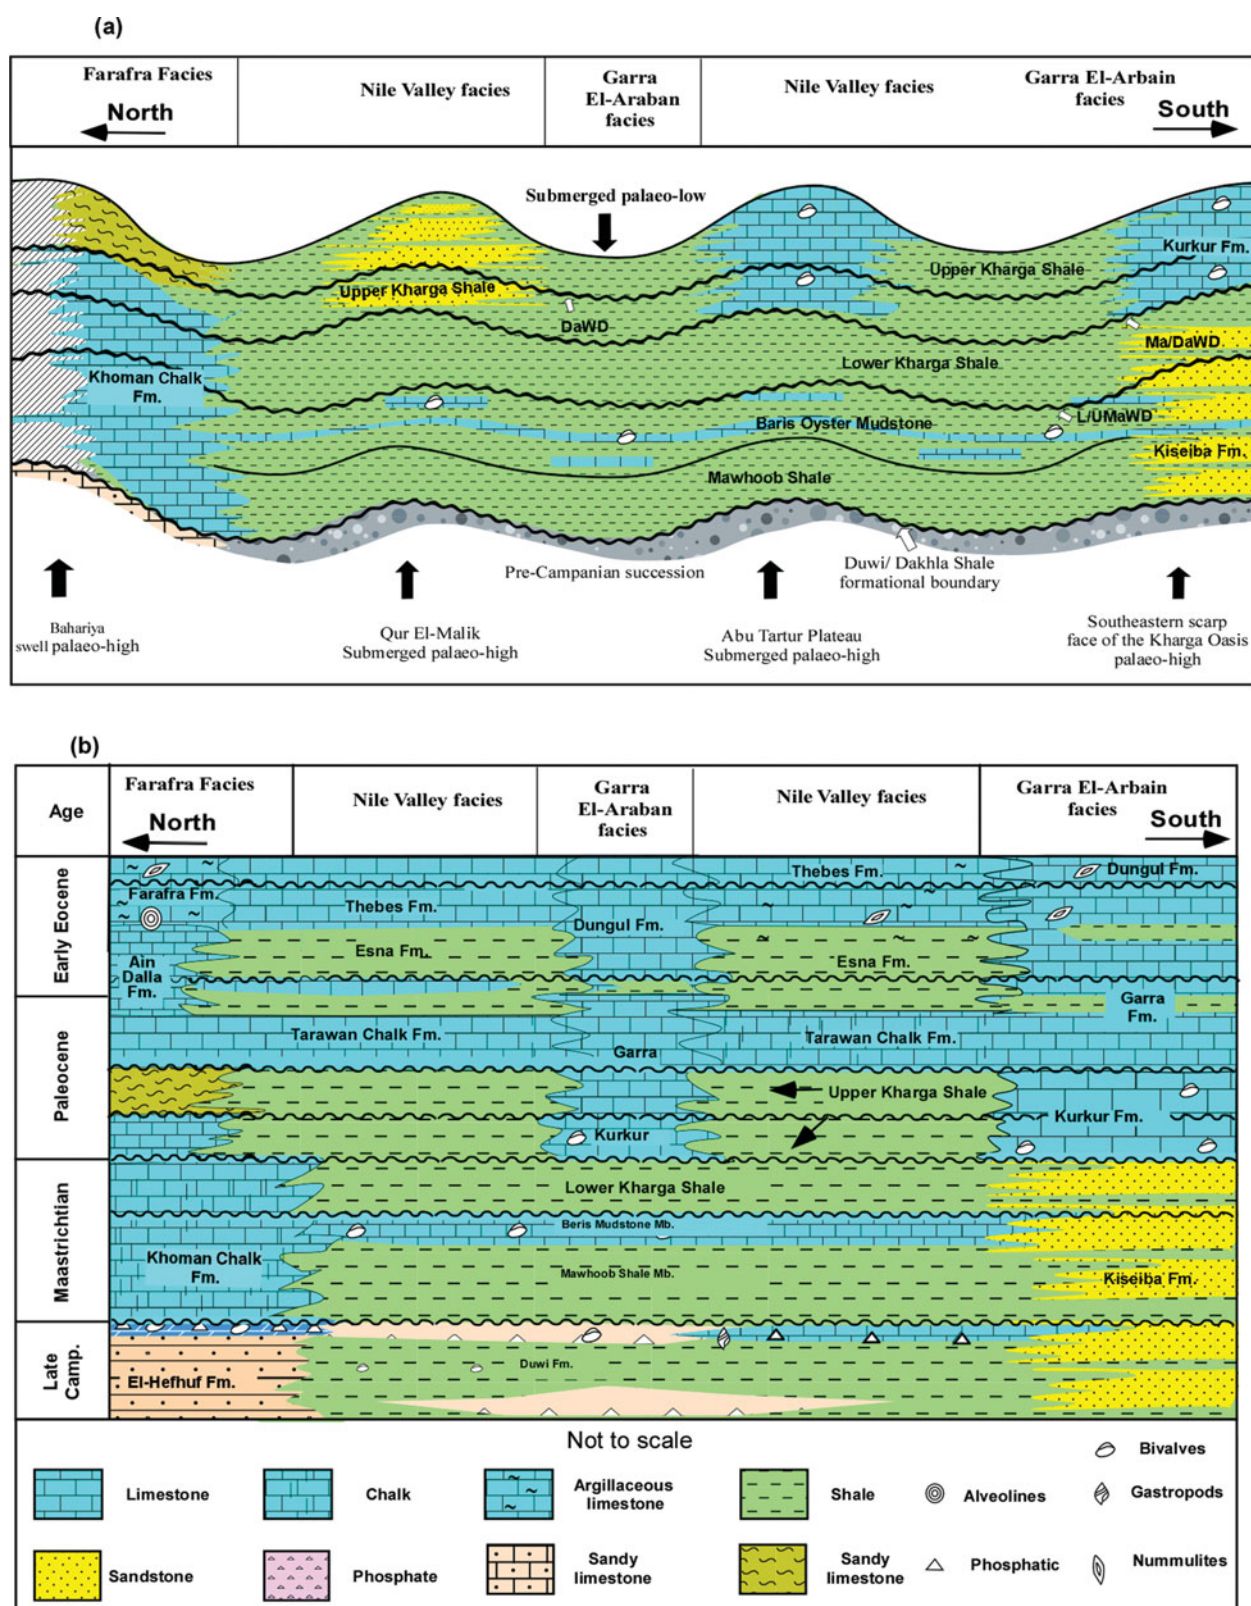 (a)
Farafra Facies
North
Nile Valley facies
Garra
El-Araban
facies
Nile Valley facies
Garra El-Arbain
facies
South
Submerged palaeo-low
Kurkur Fm.
Upper Kharga Shale
Upper Kharga Shale
DaWD
Ma/DaWD
Lower Kharga Shale
Khoman Chalk
Fm.
L/UMaWD
Baris Oyster Mudstone
Kiseiba Fm.
Mawhoob Shale
Pre-Campanian succession
Duwi/ Dakhla Shale
formational boundary
Bahariya
swell palaeo-high
Qur El-Malik
Submerged palaeo-high
Abu Tartur Plateau
Submerged palaeo-high
Southeastern scarp
face of the Kharga Oasis
palaeo-high
(b)
Age
Farafra Facies
North
Nile Valley facies
Garra
El-Araban
facies
Nile Valley facies
Garra El-Arbain
facies
South
Early Eocene
Paleocene
Maastrichtian
Late
Camp.
Thebes Fm.
Dungul Fm.
Farafra Fm.
Thebes Fm.
Dungul Fm.
Ain
Dalla
Fm.
Esna Fm.
Esna Fm.
Garra
Fm.
Tarawan Chalk Fm.
Garra
Tarawan Chalk Fm.
Upper Kharga Shale
Kurkur
Kurkur Fm.
Lower Kharga Shale
Beris Mudstone Mb.
Khoman Chalk
Fm.
Mawhoob Shale Mb.
Kiseiba Fm.
Duwi Fm.
El-Hefhuf Fm.
Not to scale
Limestone
Chalk
Argillaceous
limestone
Shale
Alveolines
Bivalves
Gastropods
Sandstone
Phosphate
Sandy
limestone
Sandy
limestone
Phosphatic
Nummulites